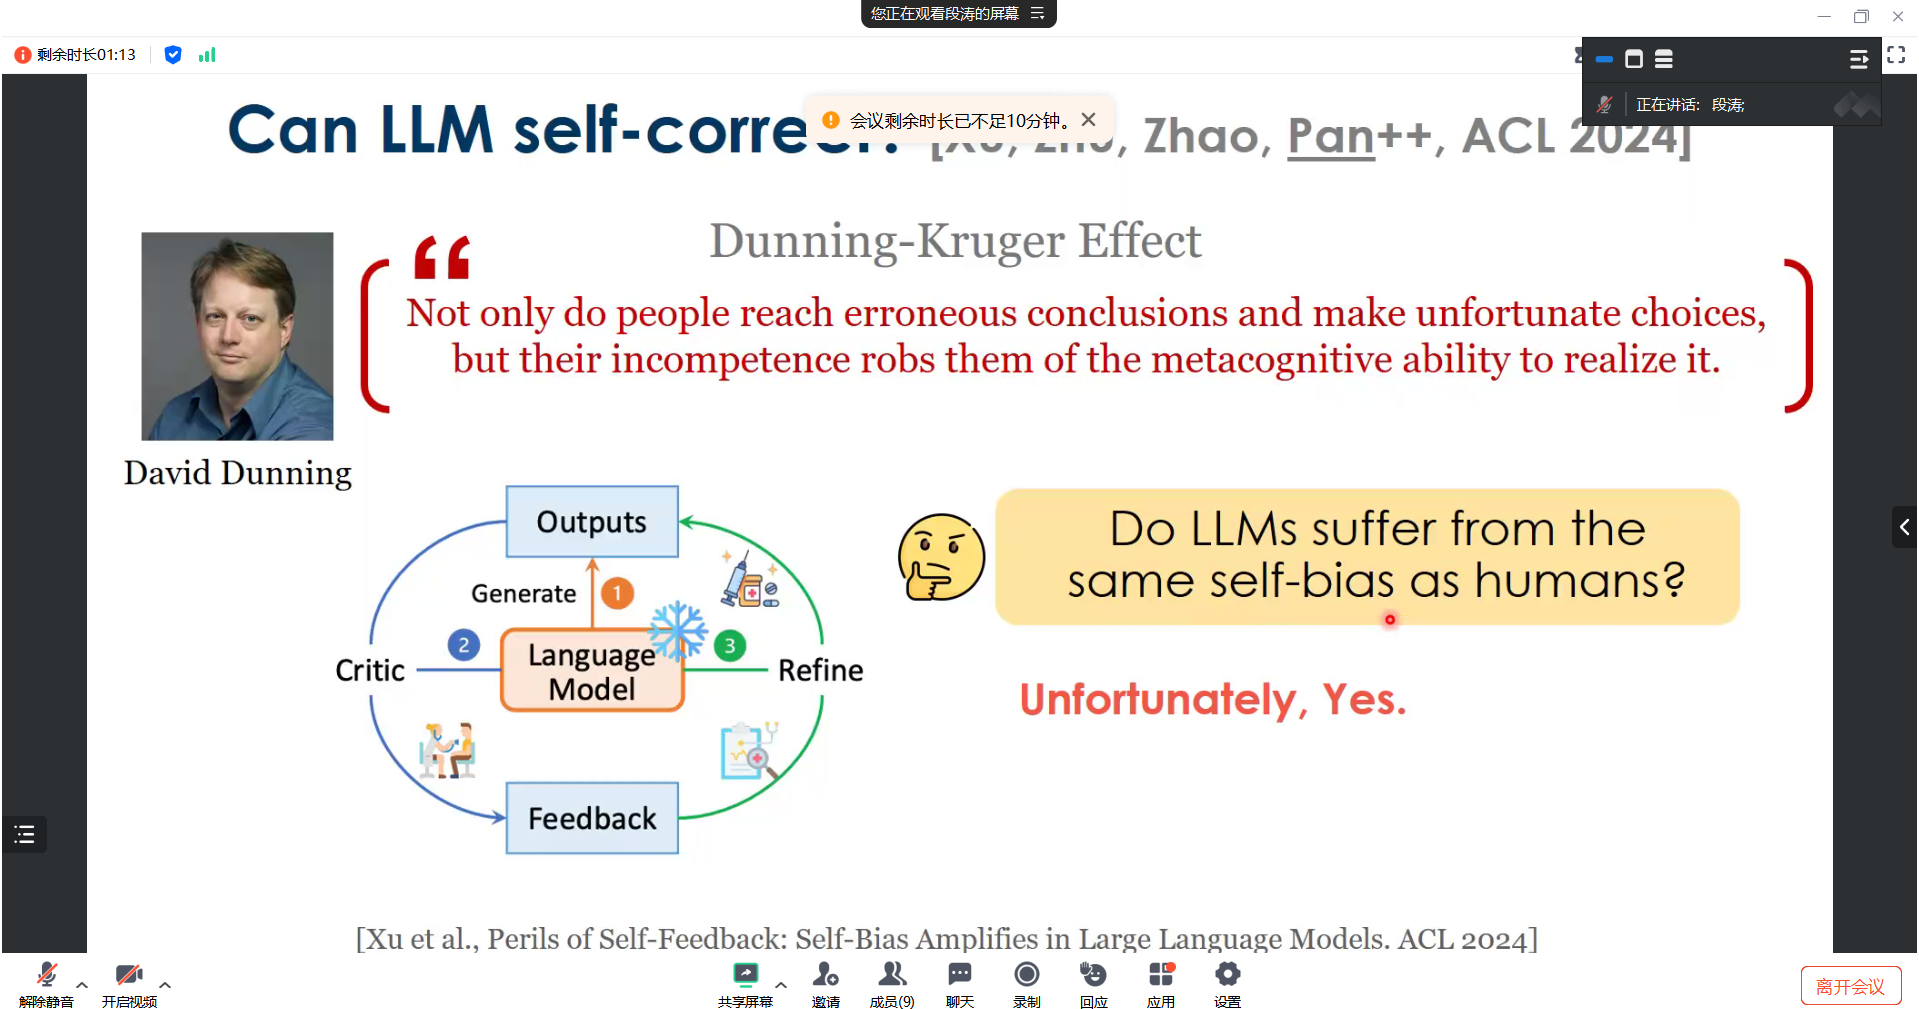 您正在观看段涛的屏幕
剩余时长01:13
正在讲话: 段涛;
会议剩余时长已不足10分钟。
Can LLM self-correct? [Xu, Zhu, Zhao, Pan++, ACL 2024]
Dunning-Kruger Effect
“
Not only do people reach erroneous conclusions and make unfortunate choices,
but their incompetence robs them of the metacognitive ability to realize it.
David Dunning
Outputs
Generate
1
2
3
Critic
Language
Model
Refine
Feedback
Do LLMs suffer from the
same self-bias as humans?
Unfortunately, Yes.
[Xu et al., Perils of Self-Feedback: Self-Bias Amplifies in Large Language Models. ACL 2024]
解除静音
开启视频
共享屏幕
邀请
成员(9)
聊天
录制
回应
应用
设置
离开会议